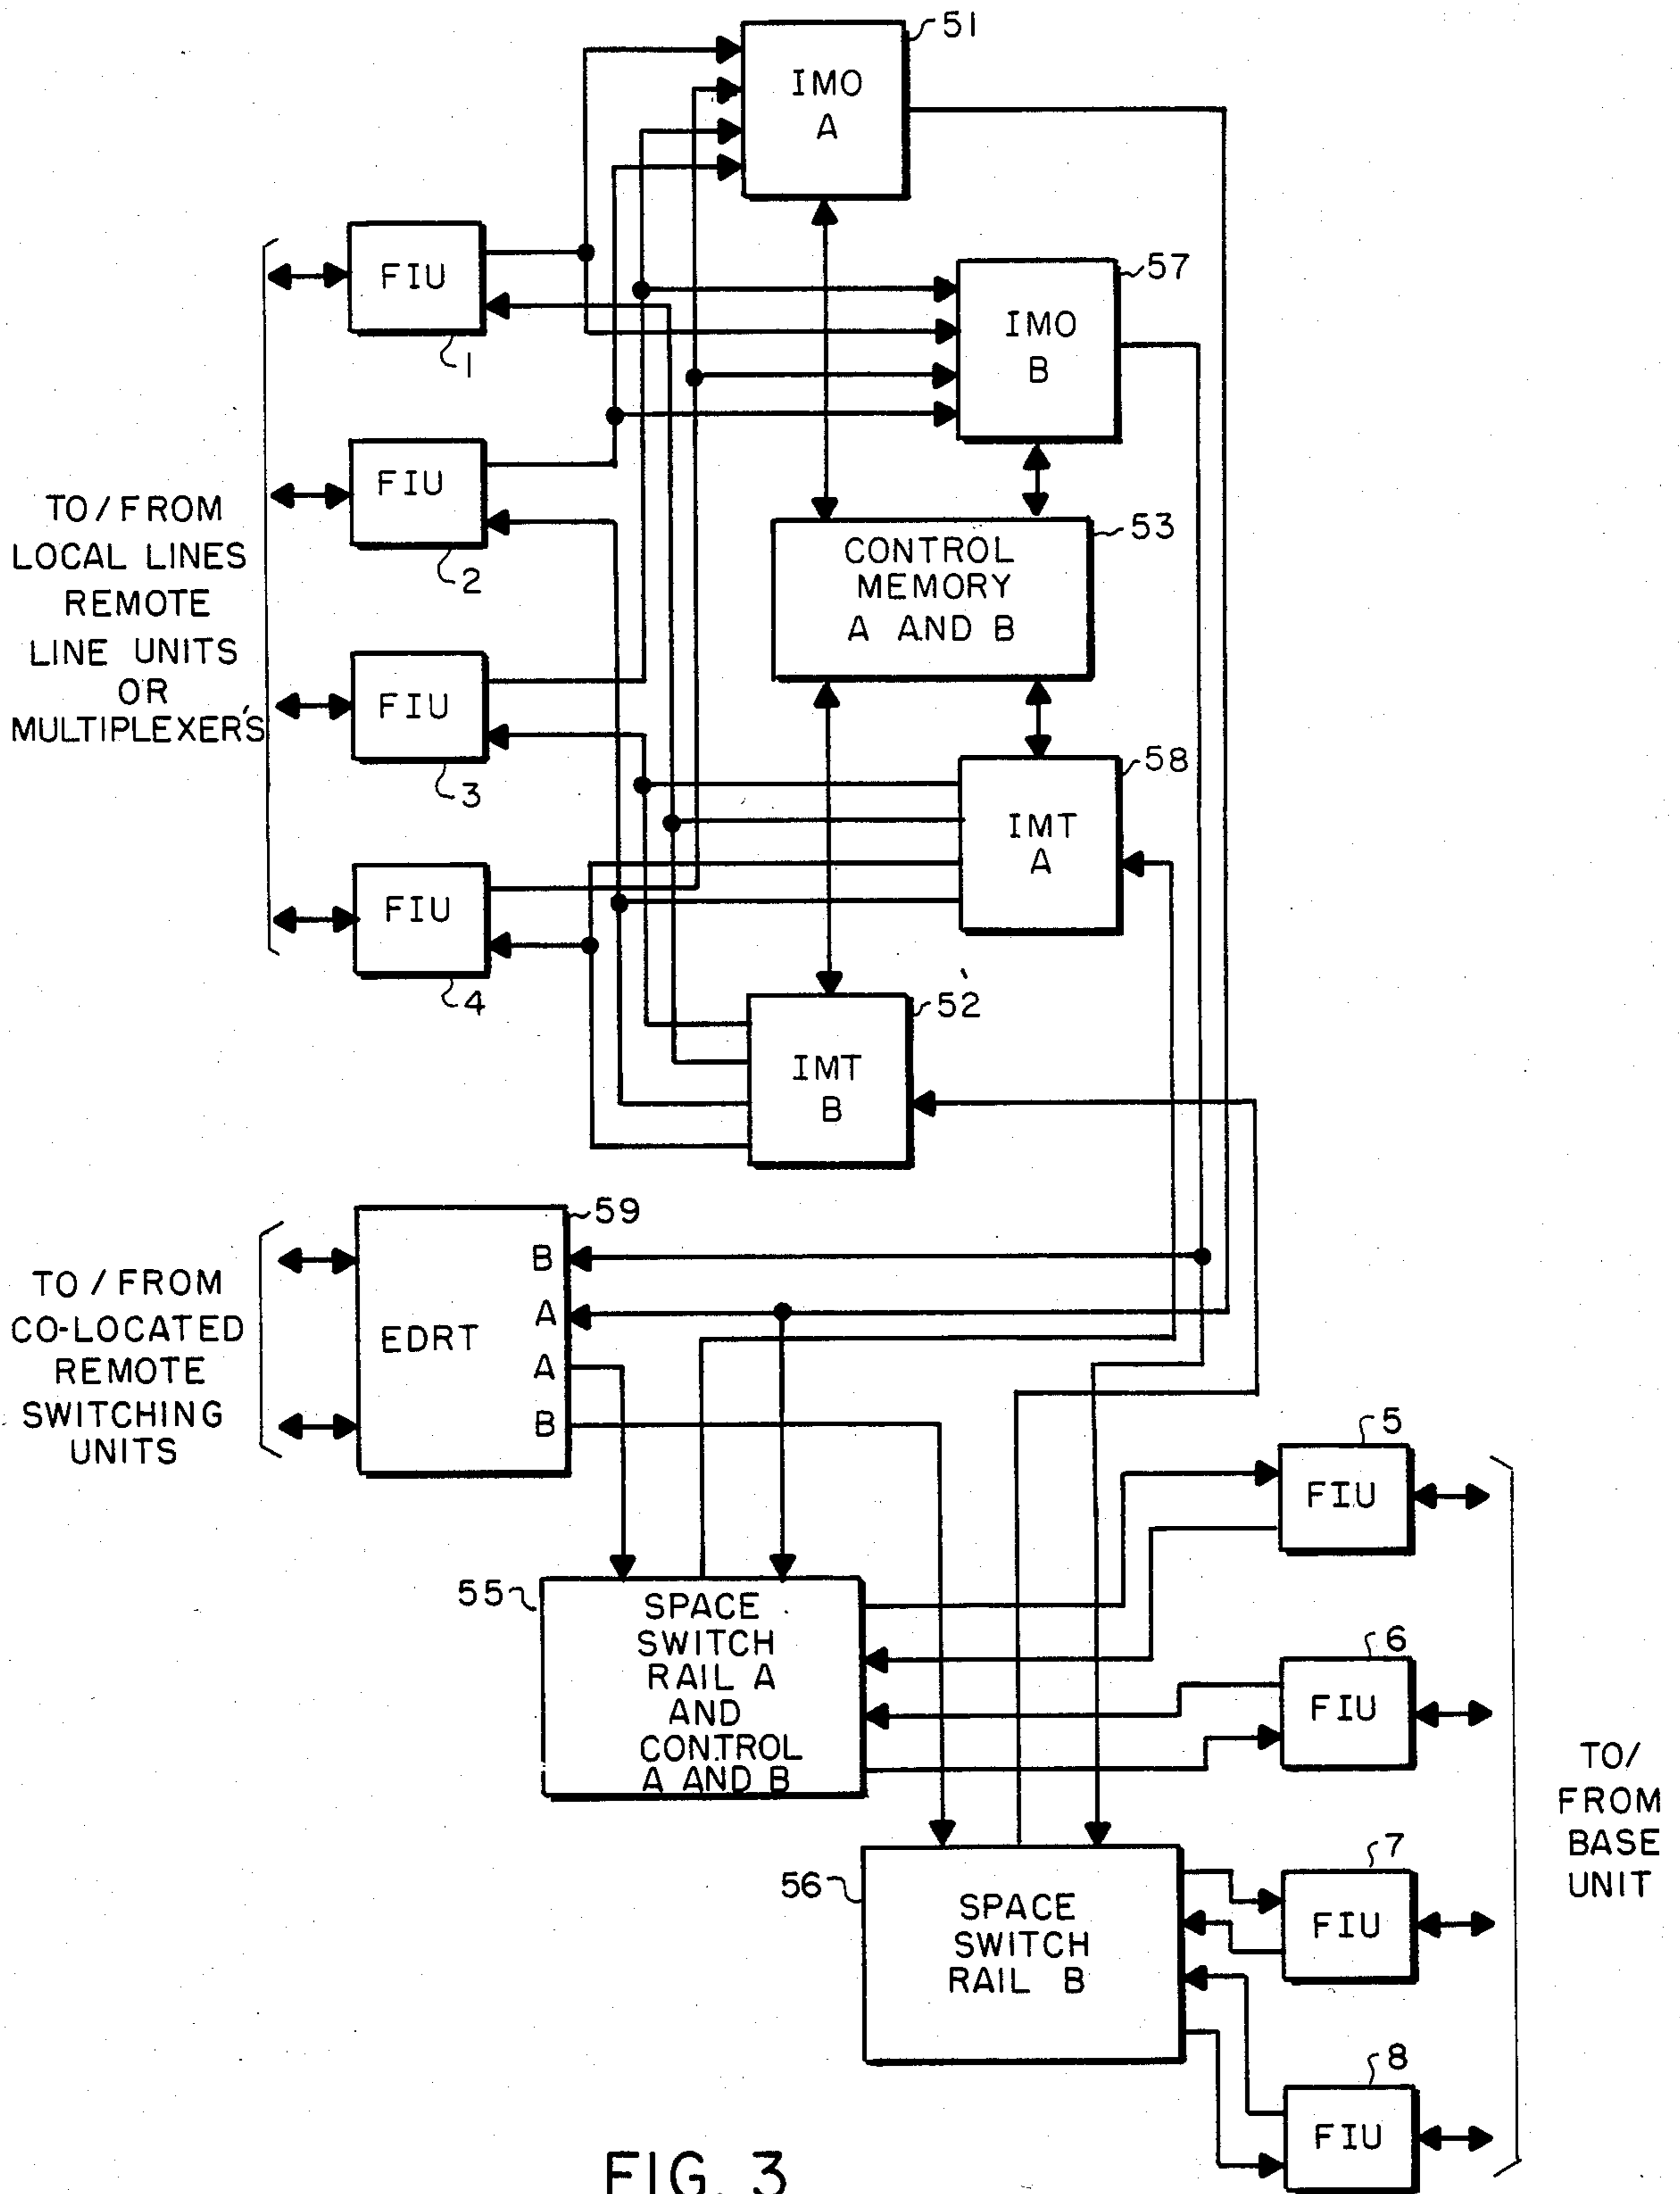 51
IMO
A
57
IMO
B
FIU
1
FIU
2
FIU
3
FIU
4
TO/FROM
LOCAL LINES
REMOTE
LINE UNITS
OR
MULTIPLEXER'S
53
CONTROL
MEMORY
A AND B
58
IMT
A
52
IMT
B
59
B
A
EDRT
A
B
TO/FROM
CO-LOCATED
REMOTE
SWITCHING
UNITS
5
FIU
55
SPACE
SWITCH
RAIL A
AND
CONTROL
A AND B
6
FIU
56
SPACE
SWITCH
RAIL B
7
FIU
8
FIU
TO/
FROM
BASE
UNIT
FIG. 3